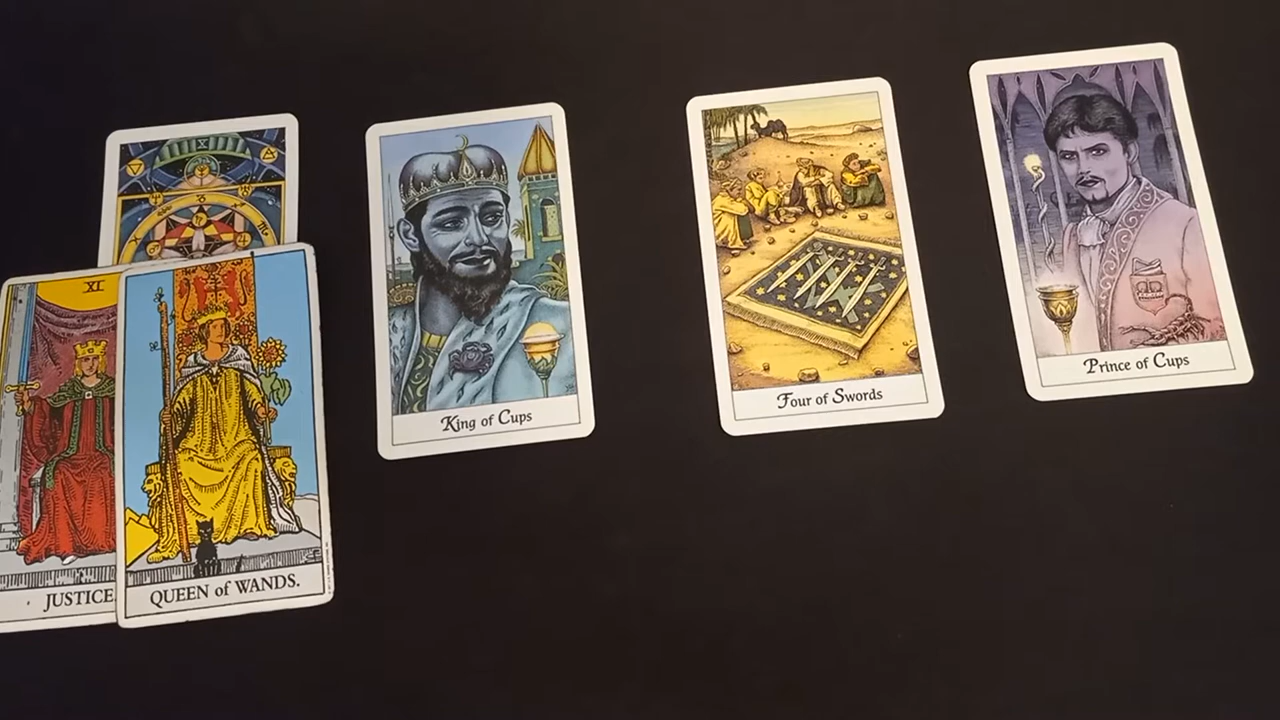 X
King of Cups
Four of Swords
Prince of Cups
XI
JUSTICE.
QUEEN of WANDS.